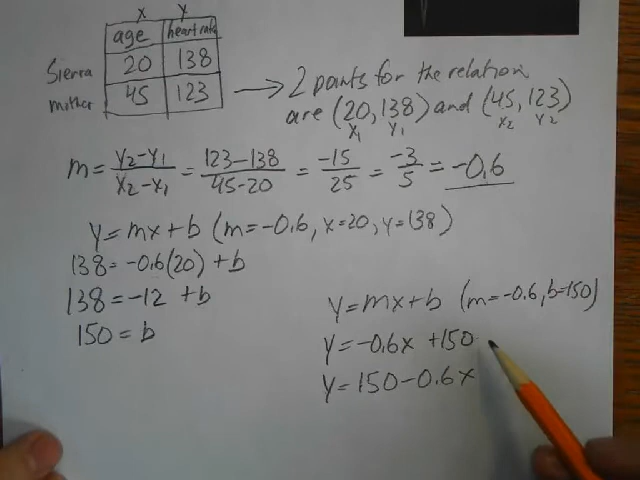 x y
age heart rate
Sierra 20 138
mother 45 123
→ 2 points for the relation
are (20, 138) and (45, 123)
x₁ y₁ x₂ y₂
m = y₂-y₁/x₂-x₁ = 123-138/45-20 = -15/25 = -3/5 = -0.6
y = mx + b (m = -0.6, x = 20, y = 138)
138 = -0.6(20) + b
138 = -12 + b
150 = b
y = mx + b (m = -0.6, b = 150)
y = -0.6x + 150
y = 150 - 0.6x